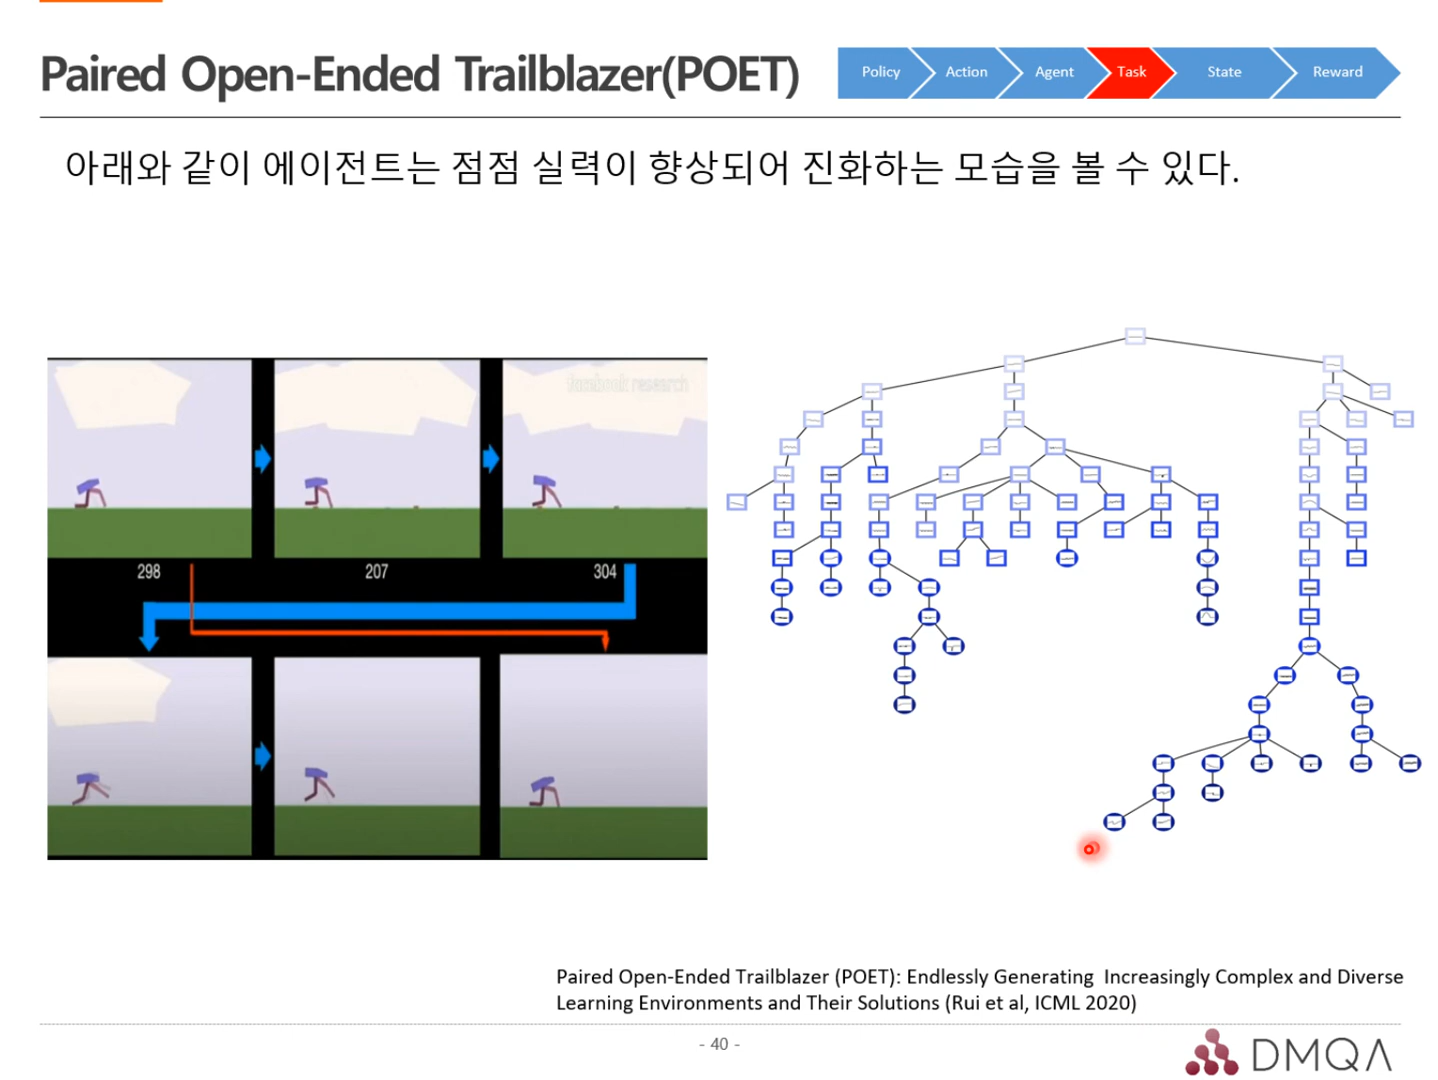 Paired Open-Ended Trailblazer(POET)
Policy
Action
Agent
Task
State
Reward
아래와 같이 에이전트는 점점 실력이 향상되어 진화하는 모습을 볼 수 있다.
facebook research
298
207
304
Paired Open-Ended Trailblazer (POET): Endlessly Generating Increasingly Complex and Diverse
Learning Environments and Their Solutions (Rui et al, ICML 2020)
- 40 -
DMQA